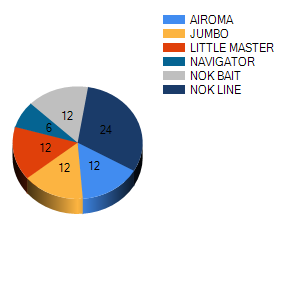 AIROMA
JUMBO
LITTLE MASTER
NAVIGATOR
NOK BAIT
NOK LINE
12
24
6
12
12
12